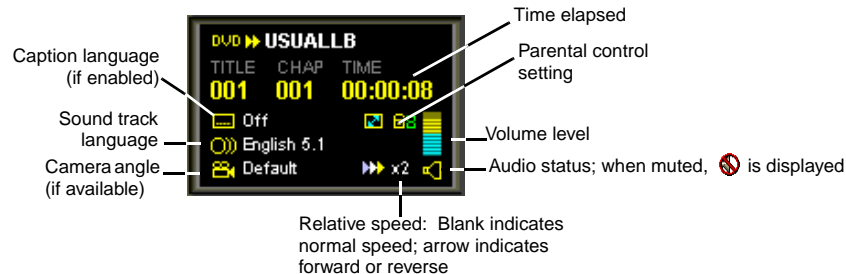 Time elapsed
Parental control
setting
Caption language
(if enabled)
Sound track
language
Camera angle
(if available)
DVD USUALLB
TITLE CHAP TIME
001 001 00:00:08
Off
English 5.1
Default x2
Volume level
Audio status; when muted, is displayed
Relative speed: Blank indicates
normal speed; arrow indicates
forward or reverse